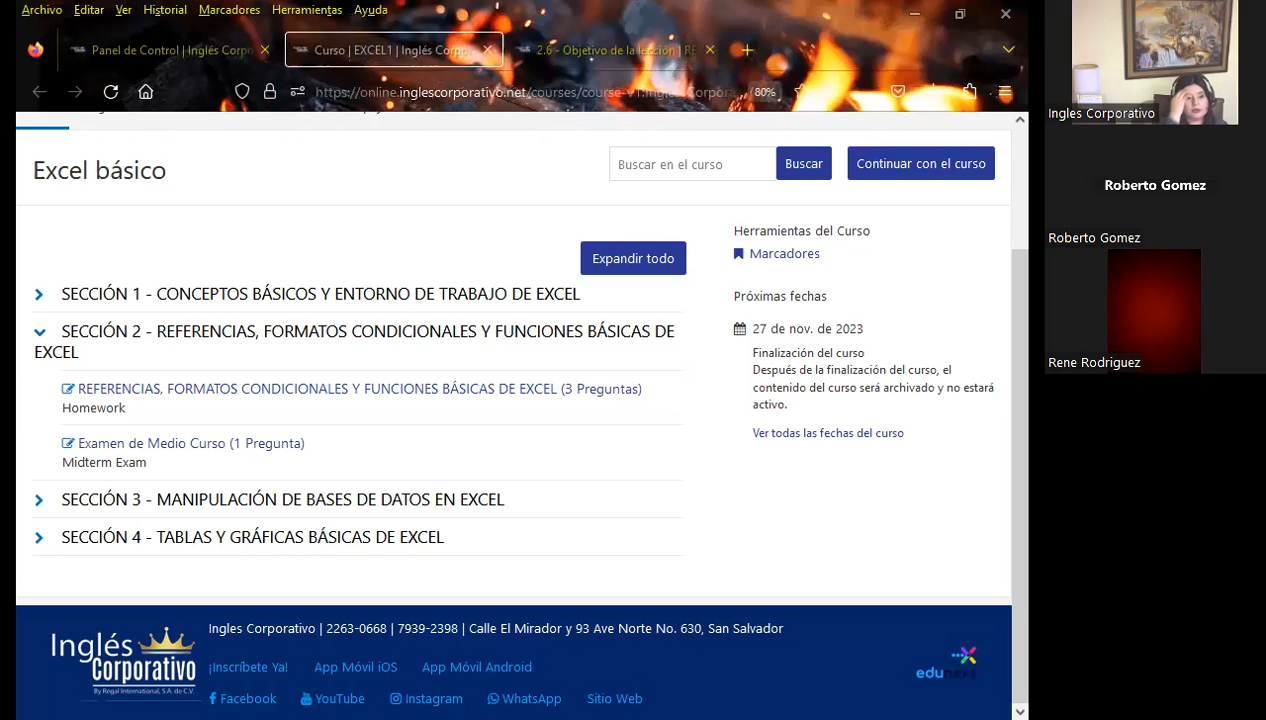 Archivo Editar Ver Historial Marcadores Herramientas Ayuda
Panel de Control | Inglés Corpo
Curso | EXCEL1 | Inglés Corpo
2.6 - Objetivo de la lección | RE
https://online.inglescorporativo.net/courses/course-v1:Ingles_Corpora
80%
Excel básico
Buscar en el curso
Buscar
Continuar con el curso
Expandir todo
SECCIÓN 1 - CONCEPTOS BÁSICOS Y ENTORNO DE TRABAJO DE EXCEL
SECCIÓN 2 - REFERENCIAS, FORMATOS CONDICIONALES Y FUNCIONES BÁSICAS DE
EXCEL
REFERENCIAS, FORMATOS CONDICIONALES Y FUNCIONES BÁSICAS DE EXCEL (3 Preguntas)
Homework
Examen de Medio Curso (1 Pregunta)
Midterm Exam
SECCIÓN 3 - MANIPULACIÓN DE BASES DE DATOS EN EXCEL
SECCIÓN 4 - TABLAS Y GRÁFICAS BÁSICAS DE EXCEL
Herramientas del Curso
Marcadores
Próximas fechas
27 de nov. de 2023
Finalización del curso
Después de la finalización del curso, el
contenido del curso será archivado y no estará
activo.
Ver todas las fechas del curso
Inglés
Corporativo
By Regal International, S.A. de C.V.
Ingles Corporativo | 2263-0668 | 7939-2398 | Calle El Mirador y 93 Ave Norte No. 630, San Salvador
¡Inscríbete Ya! App Móvil iOS App Móvil Android
Facebook YouTube Instagram WhatsApp Sitio Web
Ingles Corporativo
Roberto Gomez
Roberto Gomez
Rene Rodriguez